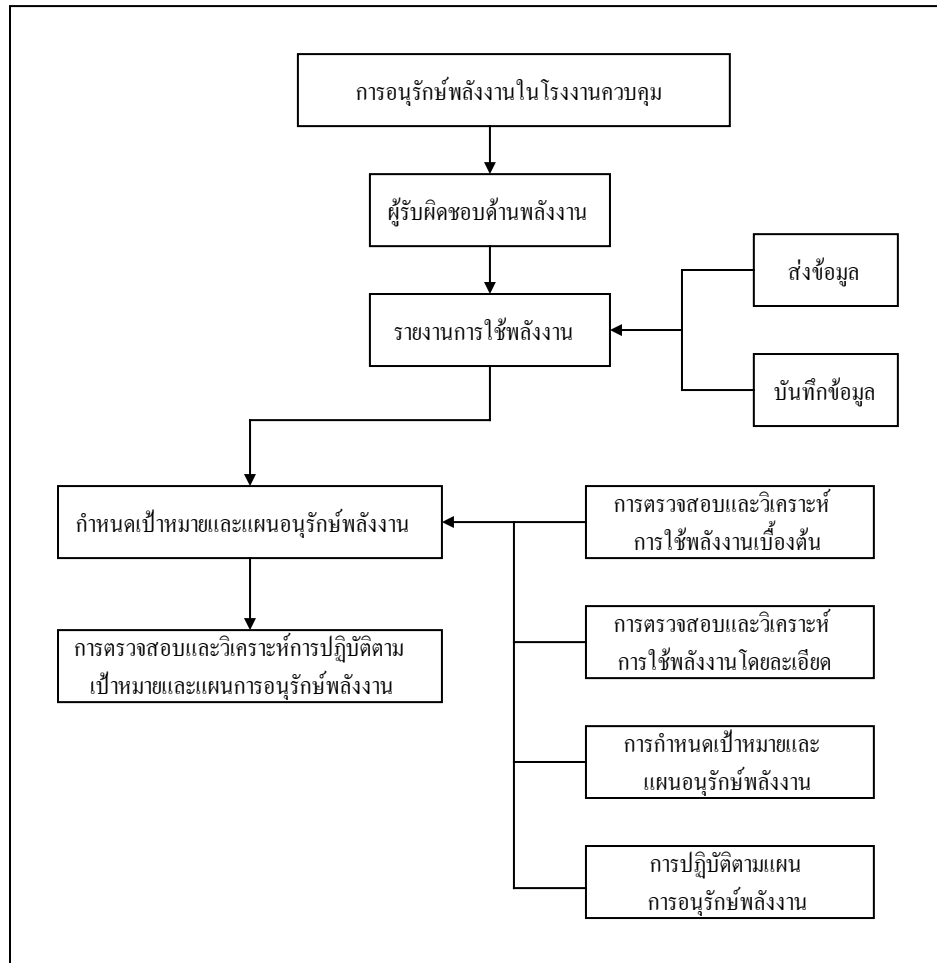 การอนุรักษ์พลังงานในโรงงานควบคุม
ผู้รับผิดชอบด้านพลังงาน
ส่งข้อมูล
รายงานการใช้พลังงาน
บันทึกข้อมูล
กำหนดเป้าหมายและแผนอนุรักษ์พลังงาน
การตรวจสอบและวิเคราะห์
การใช้พลังงานเบื้องต้น
การตรวจสอบและวิเคราะห์การปฏิบัติตาม
เป้าหมายและแผนการอนุรักษ์พลังงาน
การตรวจสอบและวิเคราะห์
การใช้พลังงานโดยละเอียด
การกำหนดเป้าหมายและ
แผนอนุรักษ์พลังงาน
การปฏิบัติตามแผน
การอนุรักษ์พลังงาน